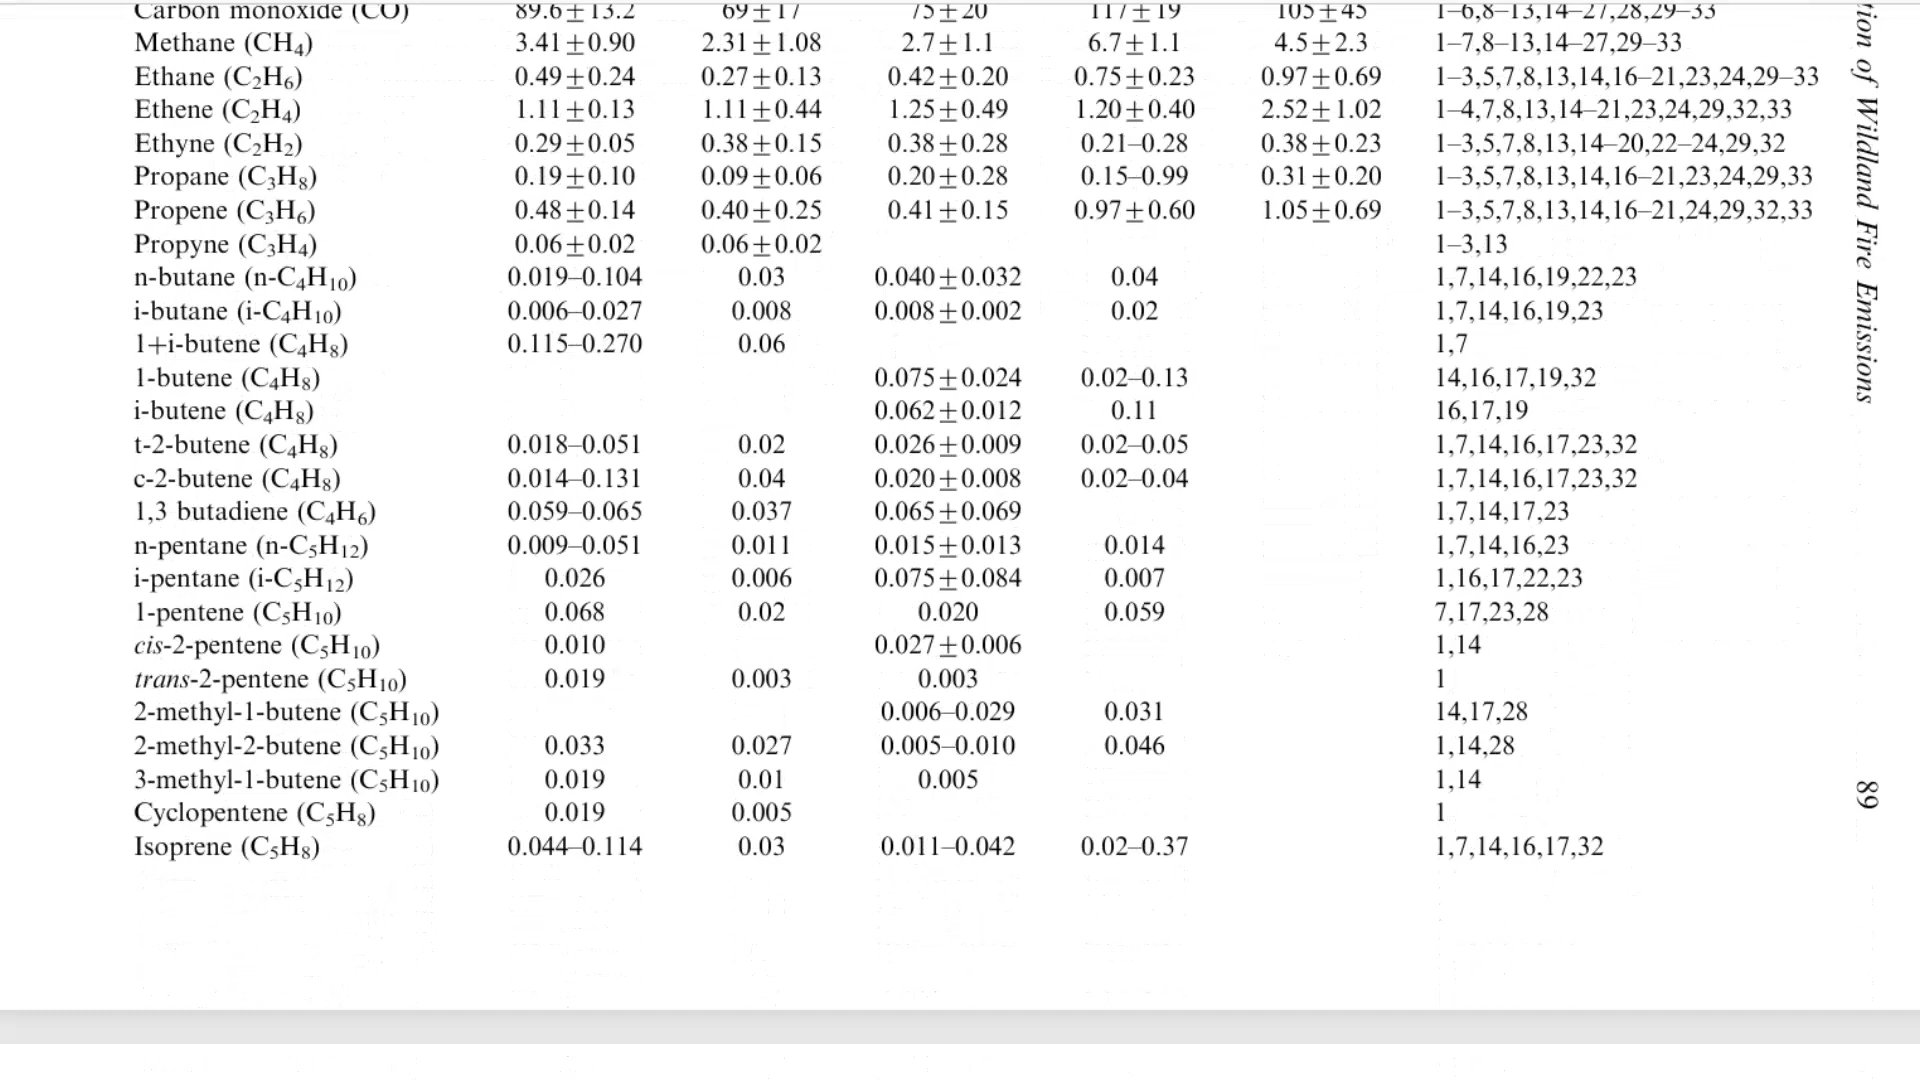 Carbon monoxide (CO) 89.6±13.2 69±17 75±20 117±19 105±45 1–6,8–13,14–27,28,29–33
Methane (CH4) 3.41±0.90 2.31±1.08 2.7±1.1 6.7±1.1 4.5±2.3 1–7,8–13,14–27,29–33
Ethane (C2H6) 0.49±0.24 0.27±0.13 0.42±0.20 0.75±0.23 0.97±0.69 1–3,5,7,8,13,14,16–21,23,24,29–33
Ethene (C2H4) 1.11±0.13 1.11±0.44 1.25±0.49 1.20±0.40 2.52±1.02 1–4,7,8,13,14–21,23,24,29,32,33
Ethyne (C2H2) 0.29±0.05 0.38±0.15 0.38±0.28 0.21–0.28 0.38±0.23 1–3,5,7,8,13,14–20,22–24,29,32
Propane (C3H8) 0.19±0.10 0.09±0.06 0.20±0.28 0.15–0.99 0.31±0.20 1–3,5,7,8,13,14,16–21,23,24,29,33
Propene (C3H6) 0.48±0.14 0.40±0.25 0.41±0.15 0.97±0.60 1.05±0.69 1–3,5,7,8,13,14,16–21,24,29,32,33
Propyne (C3H4) 0.06±0.02 0.06±0.02 1–3,13
n-butane (n-C4H10) 0.019–0.104 0.03 0.040±0.032 0.04 1,7,14,16,19,22,23
i-butane (i-C4H10) 0.006–0.027 0.008 0.008±0.002 0.02 1,7,14,16,19,23
1+i-butene (C4H8) 0.115–0.270 0.06 1,7
1-butene (C4H8) 0.075±0.024 0.02–0.13 14,16,17,19,32
i-butene (C4H8) 0.062±0.012 0.11 16,17,19
t-2-butene (C4H8) 0.018–0.051 0.02 0.026±0.009 0.02–0.05 1,7,14,16,17,23,32
c-2-butene (C4H8) 0.014–0.131 0.04 0.020±0.008 0.02–0.04 1,7,14,16,17,23,32
1,3 butadiene (C4H6) 0.059–0.065 0.037 0.065±0.069 1,7,14,17,23
n-pentane (n-C5H12) 0.009–0.051 0.011 0.015±0.013 0.014 1,7,14,16,23
i-pentane (i-C5H12) 0.026 0.006 0.075±0.084 0.007 1,16,17,22,23
1-pentene (C5H10) 0.068 0.02 0.020 0.059 7,17,23,28
cis-2-pentene (C5H10) 0.010 0.027±0.006 1,14
trans-2-pentene (C5H10) 0.019 0.003 0.003 1
2-methyl-1-butene (C5H10) 0.006–0.029 0.031 14,17,28
2-methyl-2-butene (C5H10) 0.033 0.027 0.005–0.010 0.046 1,14,28
3-methyl-1-butene (C5H10) 0.019 0.01 0.005 1,14
Cyclopentene (C5H8) 0.019 0.005 1
Isoprene (C5H8) 0.044–0.114 0.03 0.011–0.042 0.02–0.37 1,7,14,16,17,32
of Wildland Fire Emissions
89